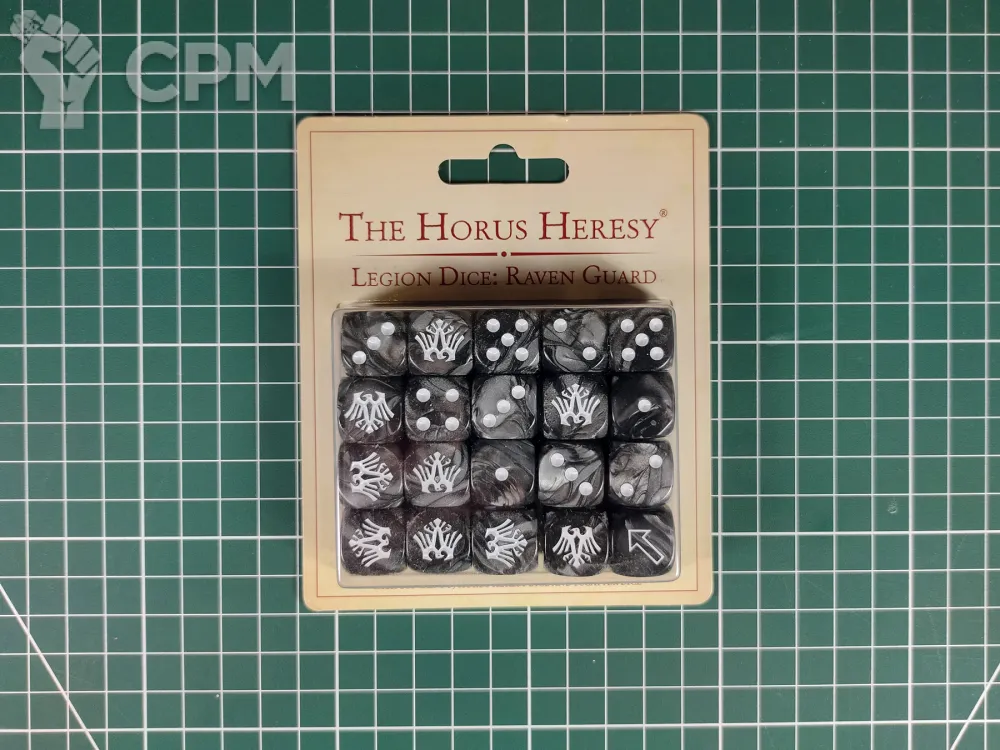 CPM
THE HORUS HERESY®
LEGION DICE: RAVEN GUARD